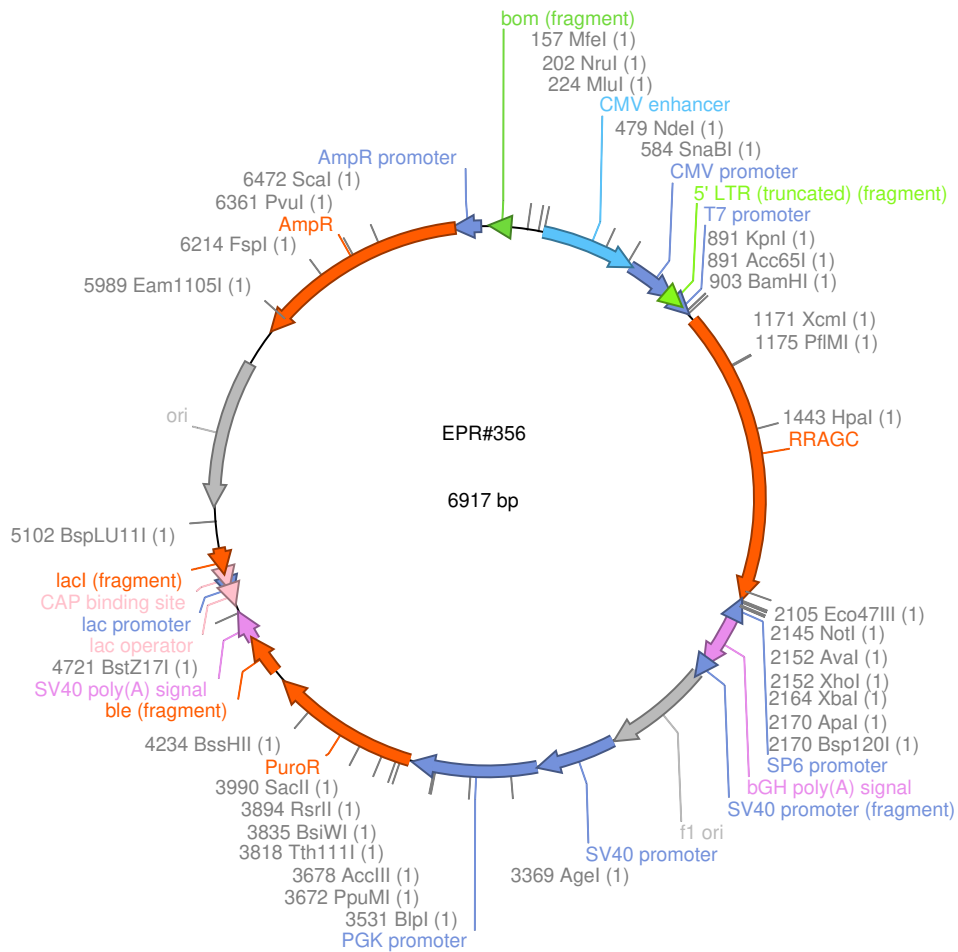 bom (fragment)
157 MfeI (1)
202 NruI (1)
224 MluI (1)
CMV enhancer
479 NdeI (1)
584 SnaBI (1)
CMV promoter
5' LTR (truncated) (fragment)
T7 promoter
891 KpnI (1)
891 Acc65I (1)
903 BamHI (1)
1171 XcmI (1)
1175 PflMI (1)
1443 HpaI (1)
RRAGC
2105 Eco47III (1)
2145 NotI (1)
2152 AvaI (1)
2152 XhoI (1)
2164 XbaI (1)
2170 ApaI (1)
2170 Bsp120I (1)
SP6 promoter
bGH poly(A) signal
SV40 promoter (fragment)
f1 ori
SV40 promoter
3369 AgeI (1)
PGK promoter
3531 BlpI (1)
3672 PpuMI (1)
3678 AccIII (1)
3818 Tth111I (1)
3835 BsiWI (1)
3894 RsrII (1)
3990 SacII (1)
PuroR
4234 BssHII (1)
ble (fragment)
SV40 poly(A) signal
4721 BstZ17I (1)
lac operator
lac promoter
CAP binding site
lacI (fragment)
5102 BspLU11I (1)
ori
5989 Eam1105I (1)
6214 FspI (1)
AmpR
6361 PvuI (1)
6472 ScaI (1)
AmpR promoter
EPR#356
6917 bp